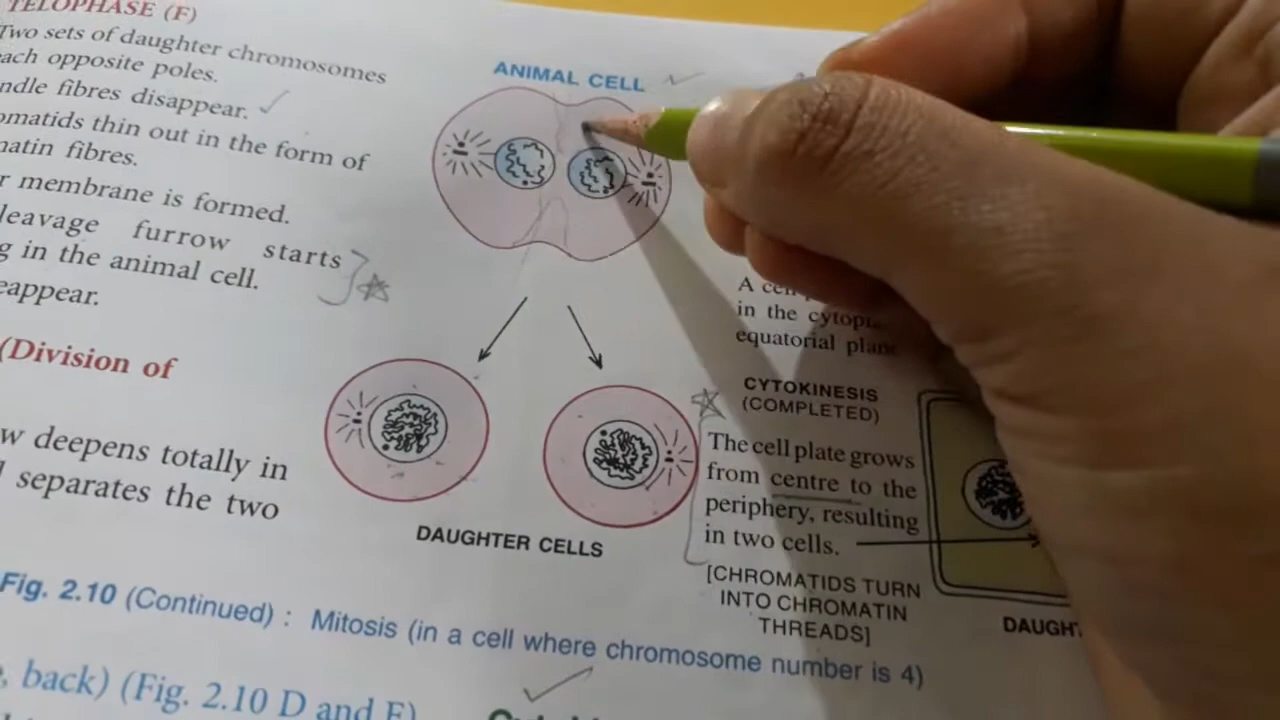 TELOPHASE (F)
Two sets of daughter chromosomes
each opposite poles.
ndle fibres disappear.
omatids thin out in the form of
natin fibres.
r membrane is formed.
leavage furrow starts
g in the animal cell.
eappear.
(Division of
w deepens totally in
separates the two
ANIMAL CELL
DAUGHTER CELLS
A
in the
equatorial plane
CYTOKINESIS
(COMPLETED)
The cell plate grows
from centre to the
periphery, resulting
in two cells.
[CHROMATIDS TURN
INTO CHROMATIN
THREADS]
DAUGHT
Fig. 2.10 (Continued) : Mitosis (in a cell where chromosome number is 4)
, back) (Fig. 2.10 D and E)